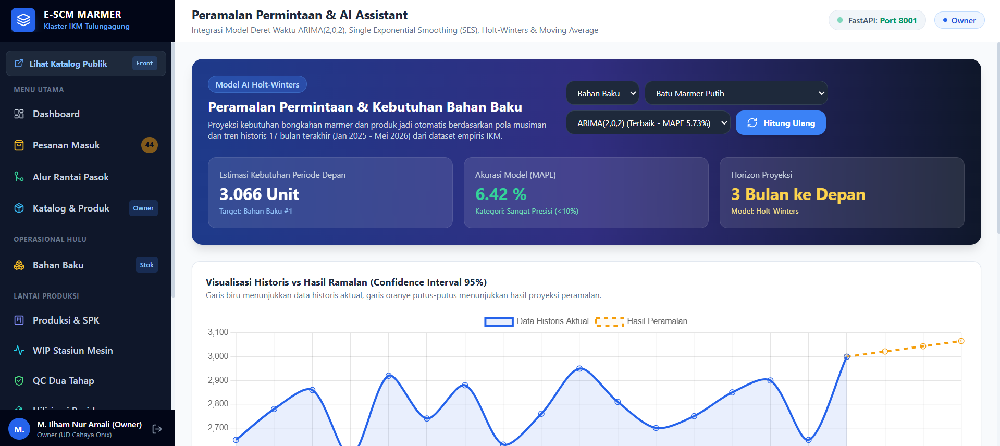 E-SCM MARMER
Klaster IKM Tulungagung
Lihat Katalog Publik Front
MENU UTAMA
Dashboard
Pesanan Masuk 44
Alur Rantai Pasok
Katalog & Produk Owner
OPERASIONAL HULU
Bahan Baku Stok
LANTAI PRODUKSI
Produksi & SPK
WIP Stasiun Mesin
QC Dua Tahap
M.
M. Ilham Nur Amali (Owner)
Owner (UD Cahaya Onix)
Peramalan Permintaan & AI Assistant
Integrasi Model Deret Waktu ARIMA(2,0,2), Single Exponential Smoothing (SES), Holt-Winters & Moving Average
FastAPI: Port 8001
Owner
Model AI Holt-Winters
Peramalan Permintaan & Kebutuhan Bahan Baku
Proyeksi kebutuhan bongkahan marmer dan produk jadi otomatis berdasarkan pola musiman
dan tren historis 17 bulan terakhir (Jan 2025 - Mei 2026) dari dataset empiris IKM.
Bahan Baku
Batu Marmer Putih
ARIMA(2,0,2) (Terbaik - MAPE 5.73%)
Hitung Ulang
Estimasi Kebutuhan Periode Depan
3.066 Unit
Target: Bahan Baku #1
Akurasi Model (MAPE)
6.42 %
Kategori: Sangat Presisi (<10%)
Horizon Proyeksi
3 Bulan ke Depan
Model: Holt-Winters
Visualisasi Historis vs Hasil Ramalan (Confidence Interval 95%)
Garis biru menunjukkan data historis aktual, garis oranye putus-putus menunjukkan hasil proyeksi peramalan.
Data Historis Aktual
Hasil Peramalan
3,100
3,000
2,900
2,800
2,700